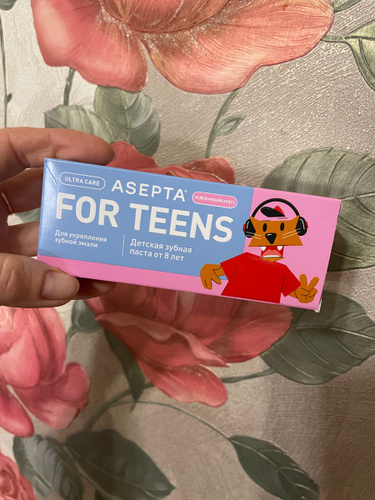 ULTRA CARE
ASEPTA®
FOR TEENS
Для укрепления
зубной эмали
Детская зубная
паста от 8 лет